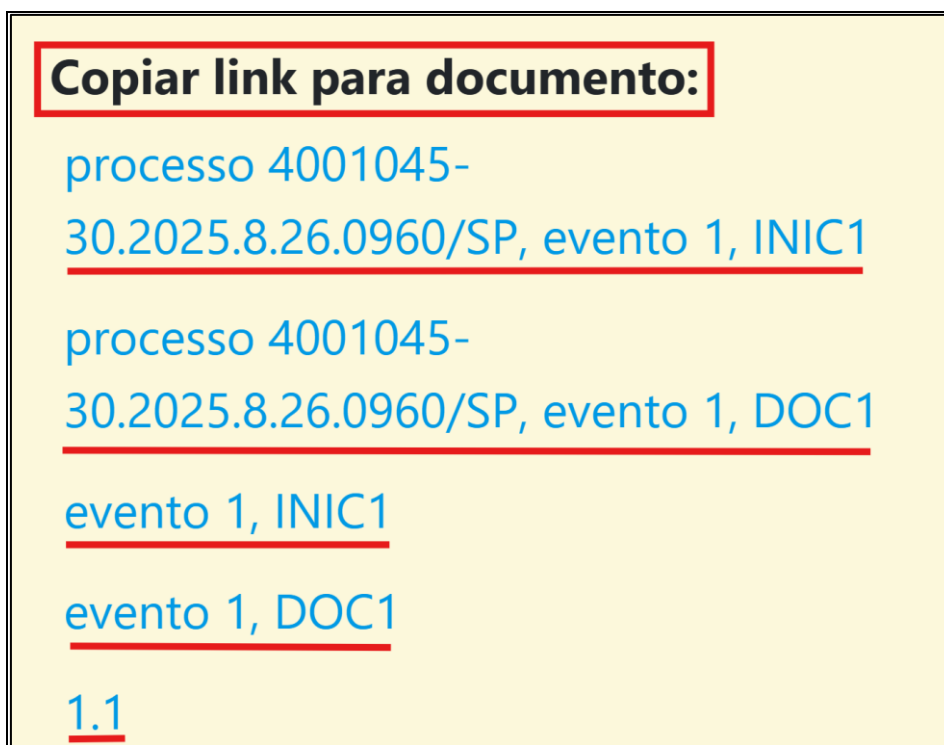 Copiar link para documento:
processo 4001045-
30.2025.8.26.0960/SP, evento 1, INIC1
processo 4001045-
30.2025.8.26.0960/SP, evento 1, DOC1
evento 1, INIC1
evento 1, DOC1
1.1